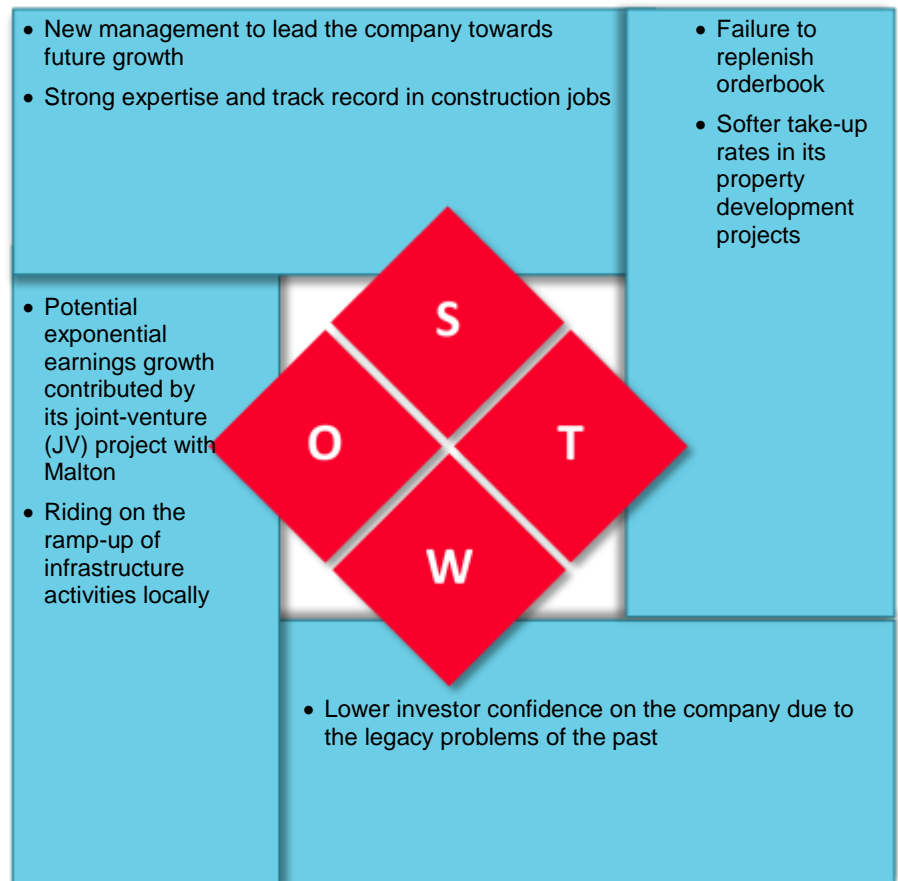 • New management to lead the company towards
future growth
• Strong expertise and track record in construction jobs
• Failure to
replenish
orderbook
• Softer take-up
rates in its
property
development
projects
• Potential
exponential
earnings growth
contributed by
its joint-venture
(JV) project with
Malton
• Riding on the
ramp-up of
infrastructure
activities locally
S
O
T
W
• Lower investor confidence on the company due to
the legacy problems of the past